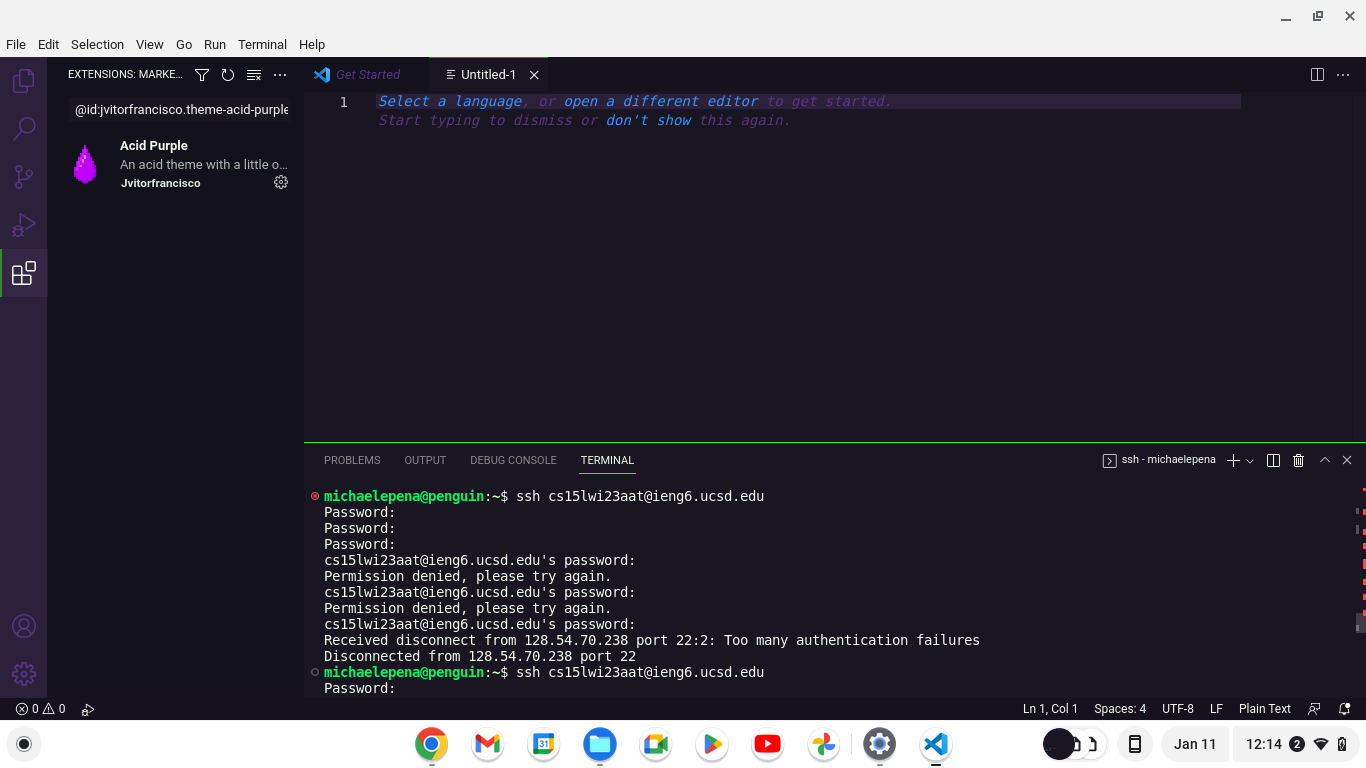 File Edit Selection View Go Run Terminal Help
EXTENSIONS: MARKE...
Get Started
Untitled-1
@id:jvitorfrancisco.theme-acid-purple
Acid Purple
An acid theme with a little o...
Jvitorfrancisco
1
Select a language, or open a different editor to get started.
Start typing to dismiss or don't show this again.
PROBLEMS OUTPUT DEBUG CONSOLE TERMINAL
ssh - michaelepena
michaelepena@penguin:~$ ssh cs15lwi23aat@ieng6.ucsd.edu
Password:
Password:
Password:
cs15lwi23aat@ieng6.ucsd.edu's password:
Permission denied, please try again.
cs15lwi23aat@ieng6.ucsd.edu's password:
Permission denied, please try again.
cs15lwi23aat@ieng6.ucsd.edu's password:
Received disconnect from 128.54.70.238 port 22:2: Too many authentication failures
Disconnected from 128.54.70.238 port 22
michaelepena@penguin:~$ ssh cs15lwi23aat@ieng6.ucsd.edu
Password:
0 0
Ln 1, Col 1 Spaces: 4 UTF-8 LF Plain Text
31
Jan 11
12:14 2